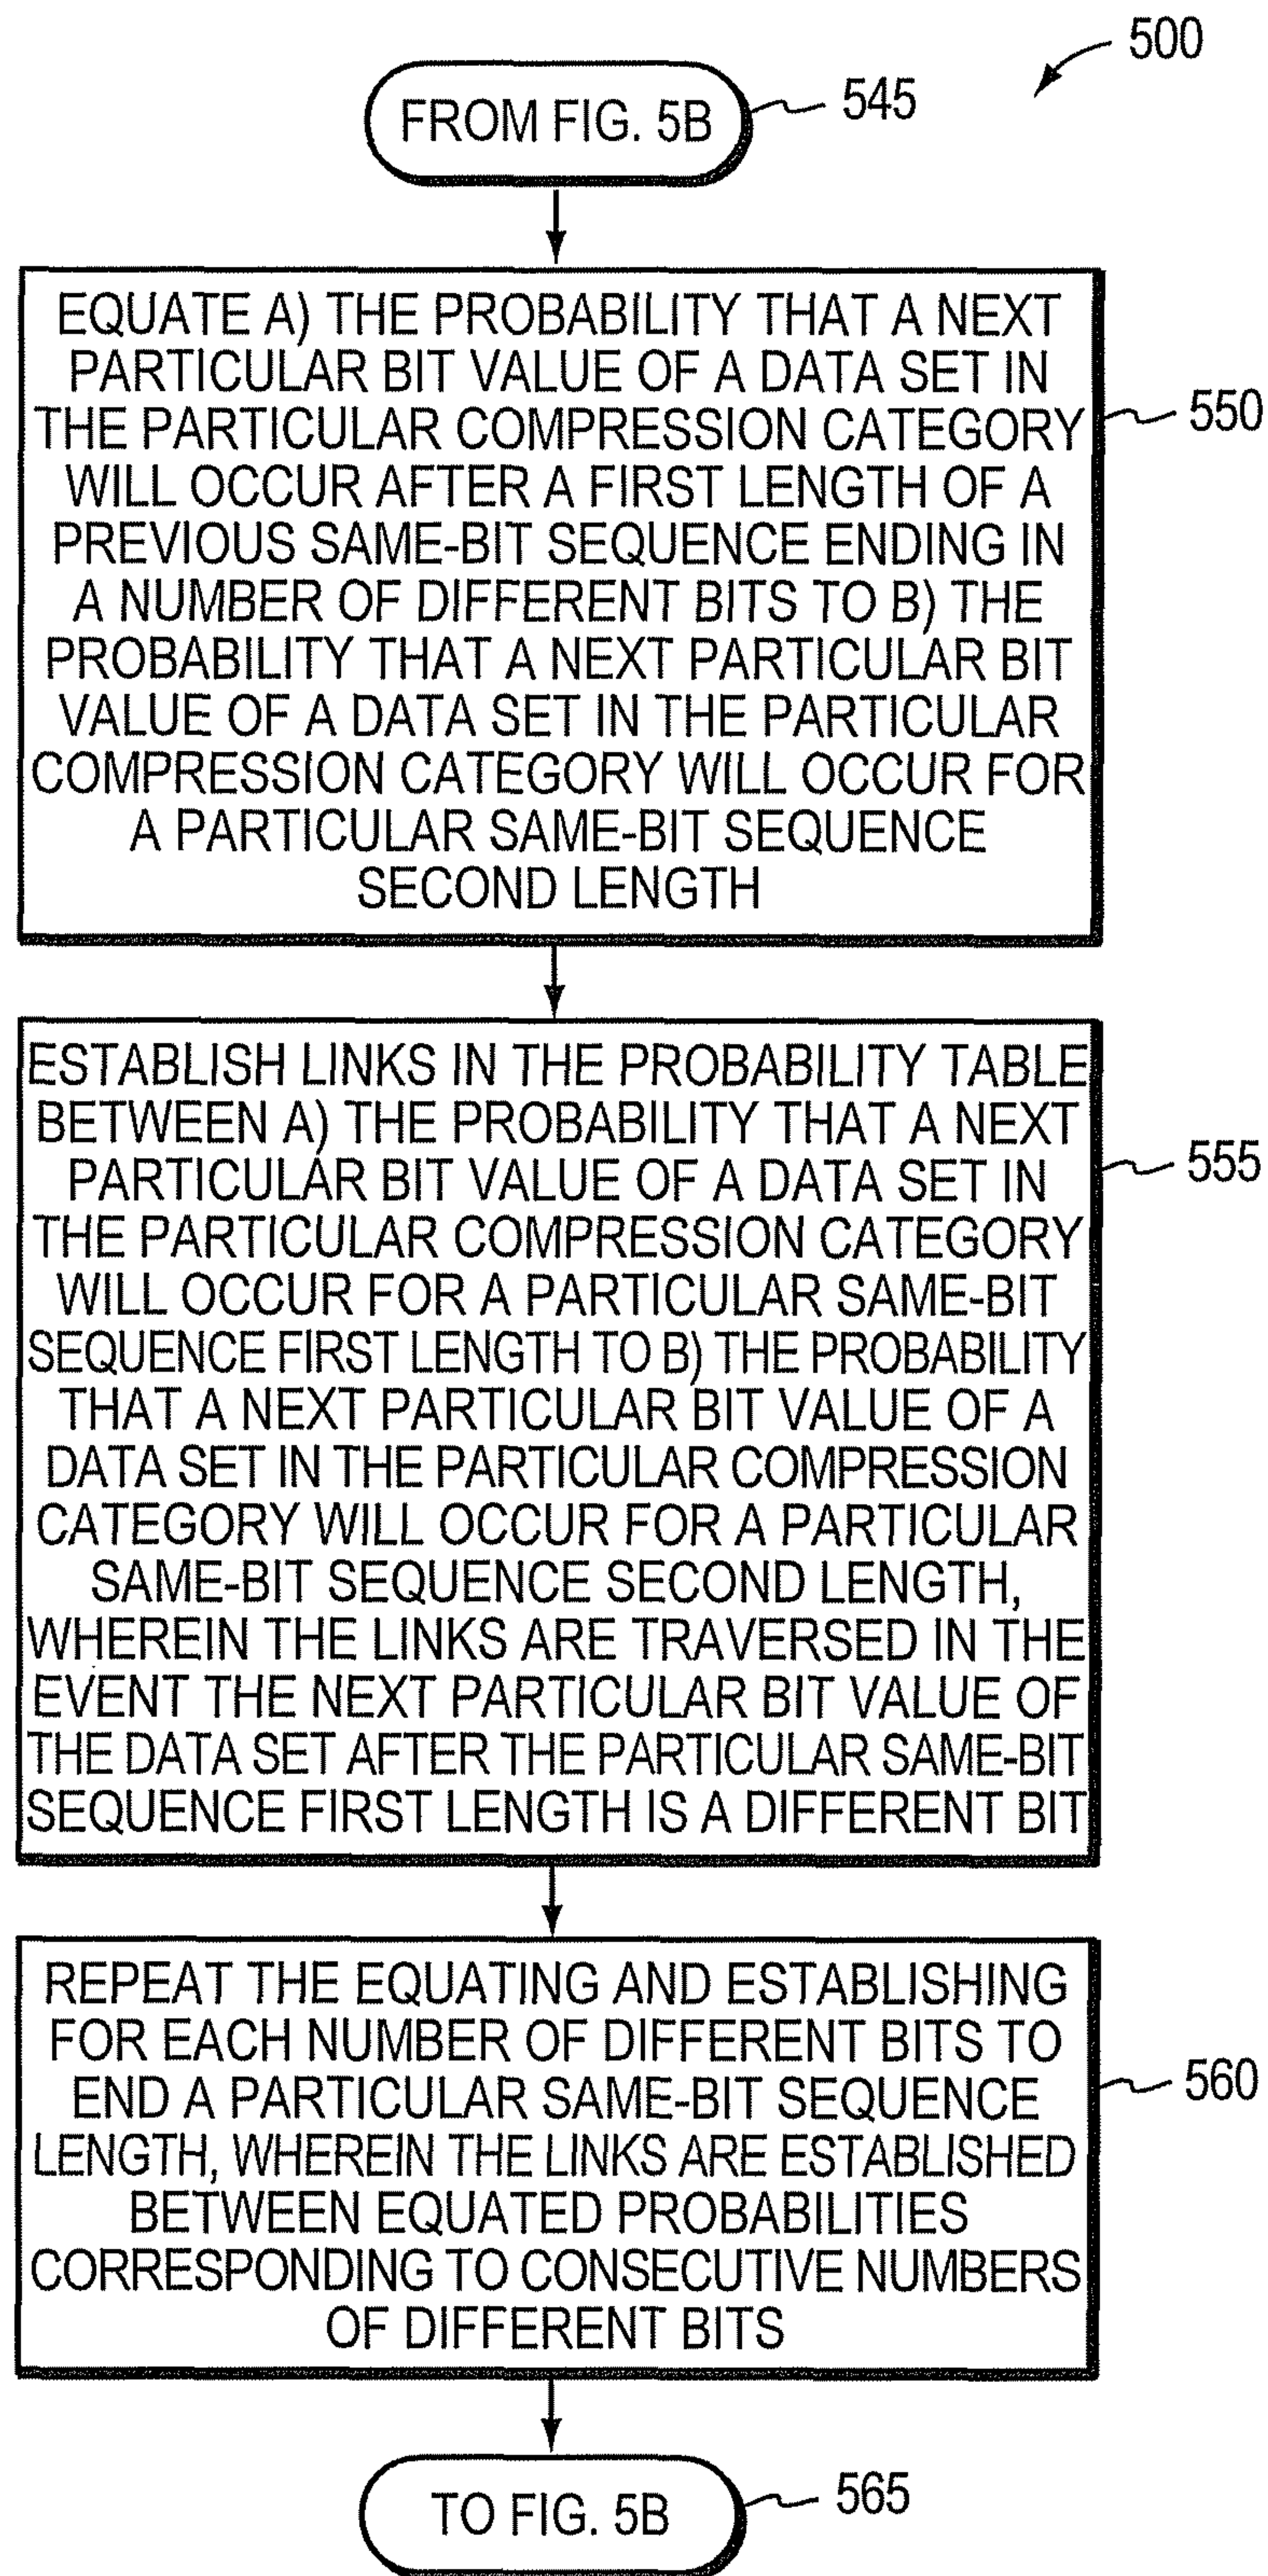 500
FROM FIG. 5B
545
EQUATE A) THE PROBABILITY THAT A NEXT
PARTICULAR BIT VALUE OF A DATA SET IN
THE PARTICULAR COMPRESSION CATEGORY
WILL OCCUR AFTER A FIRST LENGTH OF A
PREVIOUS SAME-BIT SEQUENCE ENDING IN
A NUMBER OF DIFFERENT BITS TO B) THE
PROBABILITY THAT A NEXT PARTICULAR BIT
VALUE OF A DATA SET IN THE PARTICULAR
COMPRESSION CATEGORY WILL OCCUR FOR
A PARTICULAR SAME-BIT SEQUENCE
SECOND LENGTH
550
ESTABLISH LINKS IN THE PROBABILITY TABLE
BETWEEN A) THE PROBABILITY THAT A NEXT
PARTICULAR BIT VALUE OF A DATA SET IN
THE PARTICULAR COMPRESSION CATEGORY
WILL OCCUR FOR A PARTICULAR SAME-BIT
SEQUENCE FIRST LENGTH TO B) THE PROBABILITY
THAT A NEXT PARTICULAR BIT VALUE OF A
DATA SET IN THE PARTICULAR COMPRESSION
CATEGORY WILL OCCUR FOR A PARTICULAR
SAME-BIT SEQUENCE SECOND LENGTH,
WHEREIN THE LINKS ARE TRAVERSED IN THE
EVENT THE NEXT PARTICULAR BIT VALUE OF
THE DATA SET AFTER THE PARTICULAR SAME-BIT
SEQUENCE FIRST LENGTH IS A DIFFERENT BIT
555
REPEAT THE EQUATING AND ESTABLISHING
FOR EACH NUMBER OF DIFFERENT BITS TO
END A PARTICULAR SAME-BIT SEQUENCE
LENGTH, WHEREIN THE LINKS ARE ESTABLISHED
BETWEEN EQUATED PROBABILITIES
CORRESPONDING TO CONSECUTIVE NUMBERS
OF DIFFERENT BITS
560
TO FIG. 5B
565